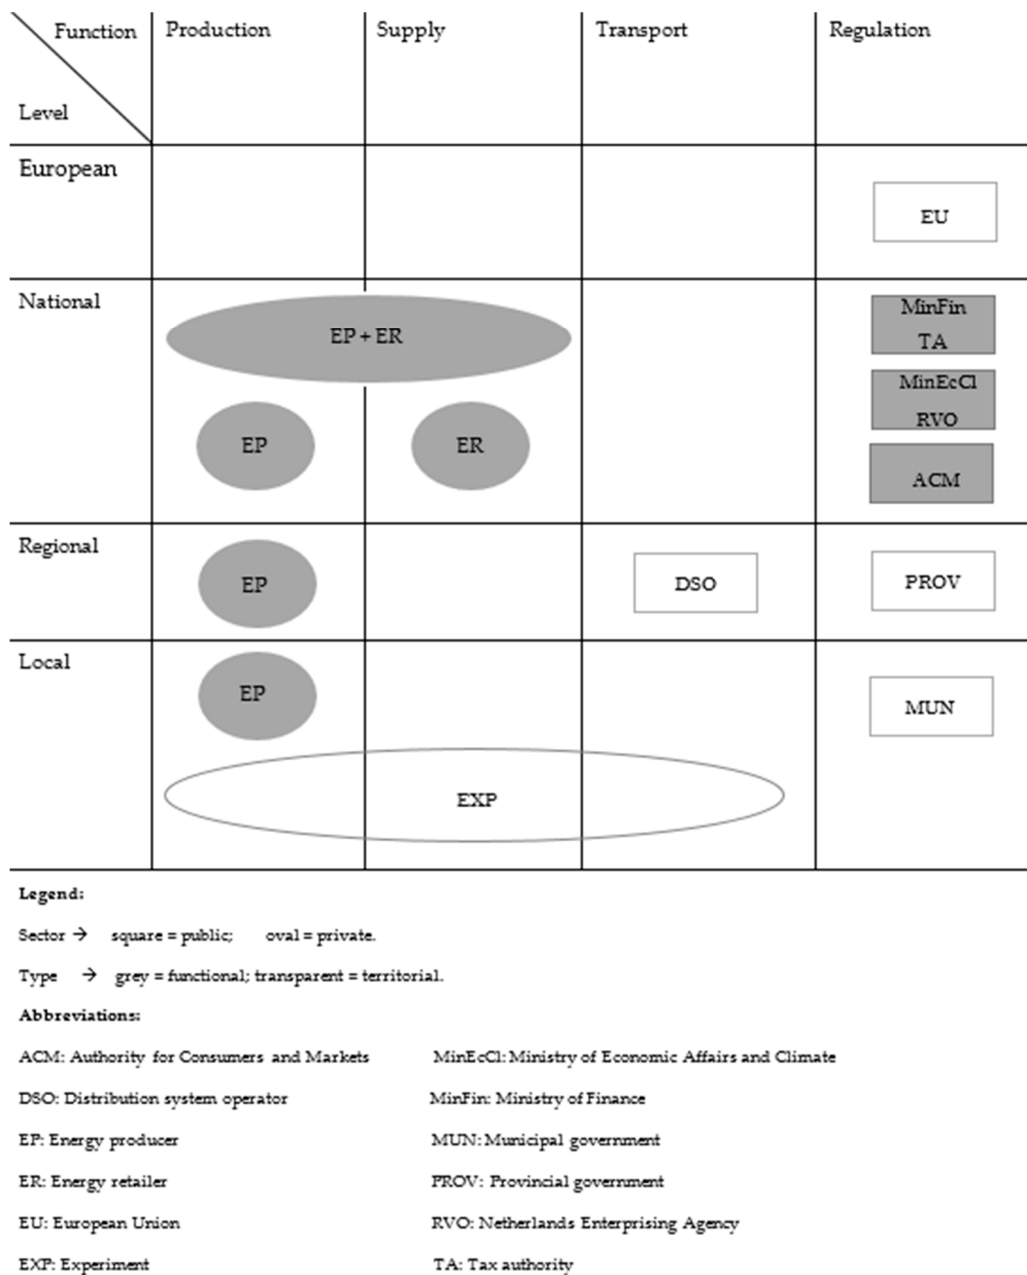 Function Production Supply Transport Regulation
Level
European
EU
National
MinFin
EP + ER
TA
MinEcCl
RVO
EP ER
ACM
Regional
EP DSO PROV
Local
EP
MUN
EXP
Legend:
Sector → square = public; oval = private.
Type → grey = functional; transparent = territorial.
Abbreviations:
ACM: Authority for Consumers and Markets MinEcCl: Ministry of Economic Affairs and Climate
DSO: Distribution system operator MinFin: Ministry of Finance
EP: Energy producer MUN: Municipal government
ER: Energy retailer PROV: Provincial government
EU: European Union RVO: Netherlands Enterprising Agency
EXP: Experiment TA: Tax authority